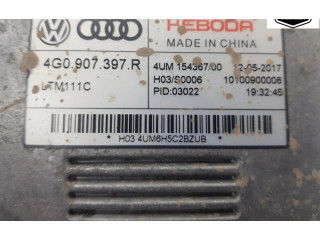 HEBODA
MADE IN CHINA
4G0.907.397.R
4UM 154367/00 12-05-2017
LTM111C
H03/S0006 10100900006
PID:03022 19:32:45
H03 4UM6H5C2BZUB